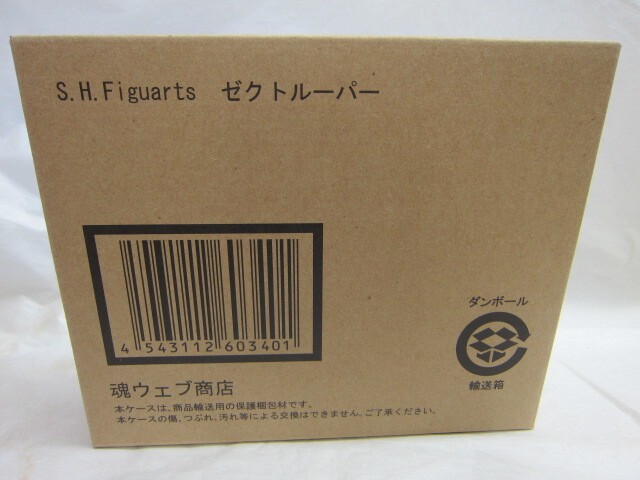 S.H.Figuarts ゼクトルーパー
4 543112 603401
ダンボール
輸送箱
魂ウェブ商店
本ケースは、商品輸送用の保護梱包材です。
本ケースの傷、つぶれ、汚れ等による交換はできません。ご了承ください。